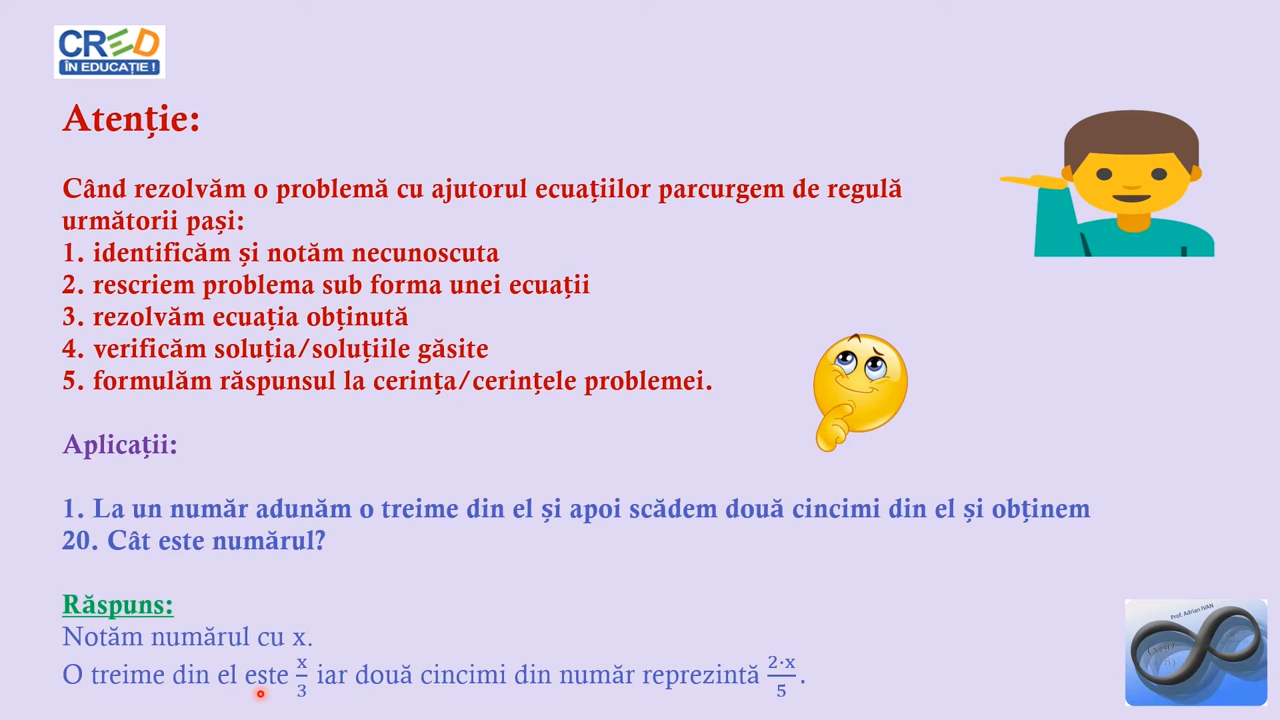 CRED
ÎN EDUCAȚIE !
Atenție:
Când rezolvăm o problemă cu ajutorul ecuațiilor parcurgem de regulă
următorii pași:
1. identificăm și notăm necunoscuta
2. rescriem problema sub forma unei ecuații
3. rezolvăm ecuația obținută
4. verificăm soluția/soluțiile găsite
5. formulăm răspunsul la cerința/cerințele problemei.
Aplicații:
1. La un număr adunăm o treime din el și apoi scădem două cincimi din el și obținem
20. Cât este numărul?
Răspuns:
Notăm numărul cu x.
O treime din el este x/3 iar două cincimi din număr reprezintă 2·x/5.
Prof. Adrian IVAN